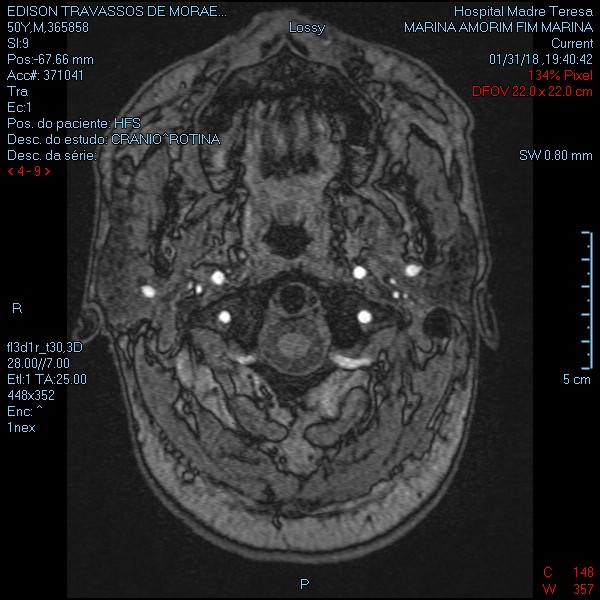 EDISON TRAVASSOS DE MORAE...
50Y,M,365858
Sl:9
Pos:-67.66 mm
Acc#: 371041
Tra
Ec:1
Pos. do paciente: HFS
Desc. do estudo: CRANIO^ROTINA
Desc. da série:
< 4 - 9 >
Lossy
Hospital Madre Teresa
MARINA AMORIM FIM MARINA
Current
01/31/18 ,19:40:42
134% Pixel
DFOV 22.0 x 22.0 cm
SW 0.80 mm
R
fl3d1r_t30,3D
28.00//7.00
Etl:1 TA:25.00
448x352
Enc: ^
1nex
5 cm
P
C 148
W 357